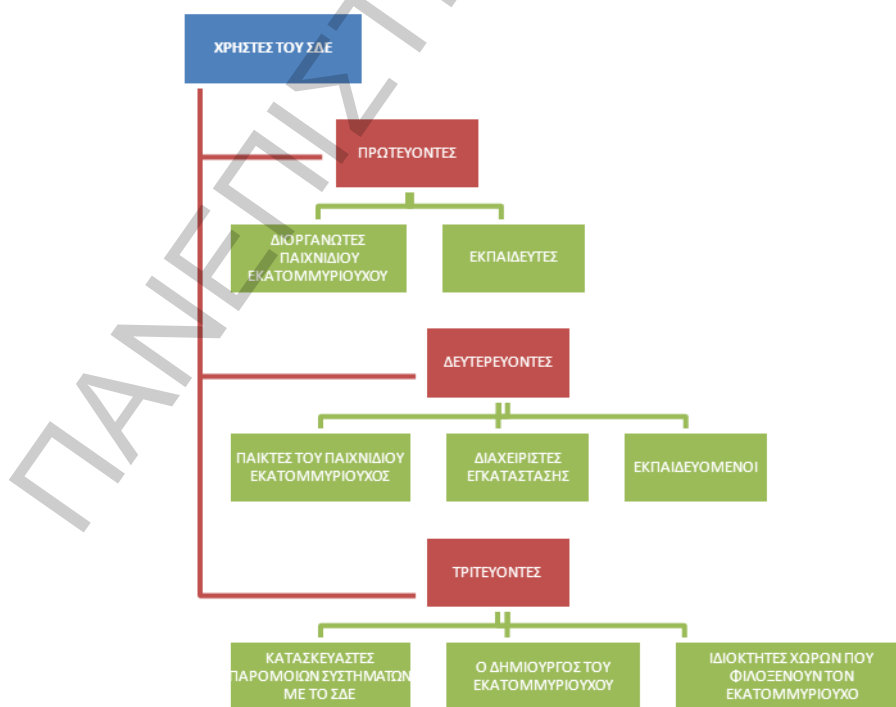 ΧΡΗΣΤΕΣ ΤΟΥ ΣΔΕ
ΠΡΩΤΕΥΟΝΤΕΣ
ΔΙΟΡΓΑΝΩΤΕΣ
ΠΑΙΧΝΙΔΙΟΥ
ΕΚΑΤΟΜΜΥΡΙΟΥΧΟΥ
ΕΚΠΑΙΔΕΥΤΕΣ
ΔΕΥΤΕΡΕΥΟΝΤΕΣ
ΠΑΙΚΤΕΣ ΤΟΥ ΠΑΙΧΝΙΔΙΟΥ
ΕΚΑΤΟΜΜΥΡΙΟΥΧΟΣ
ΔΙΑΧΕΙΡΙΣΤΕΣ
ΕΓΚΑΤΑΣΤΑΣΗΣ
ΕΚΠΑΙΔΕΥΟΜΕΝΟΙ
ΤΡΙΤΕΥΟΝΤΕΣ
ΚΑΤΑΣΚΕΥΑΣΤΕΣ
ΠΑΡΟΜΟΙΩΝ ΣΥΣΤΗΜΑΤΩΝ
ΜΕ ΤΟ ΣΔΕ
Ο ΔΗΜΙΟΥΡΓΟΣ ΤΟΥ
ΕΚΑΤΟΜΜΥΡΙΟΥΧΟΥ
ΙΔΙΟΚΤΗΤΕΣ ΧΩΡΩΝ ΠΟΥ
ΦΙΛΟΞΕΝΟΥΝ ΤΟΝ
ΕΚΑΤΟΜΜΥΡΙΟΥΧΟ
ΠΑΝΕΠΙΣΤ